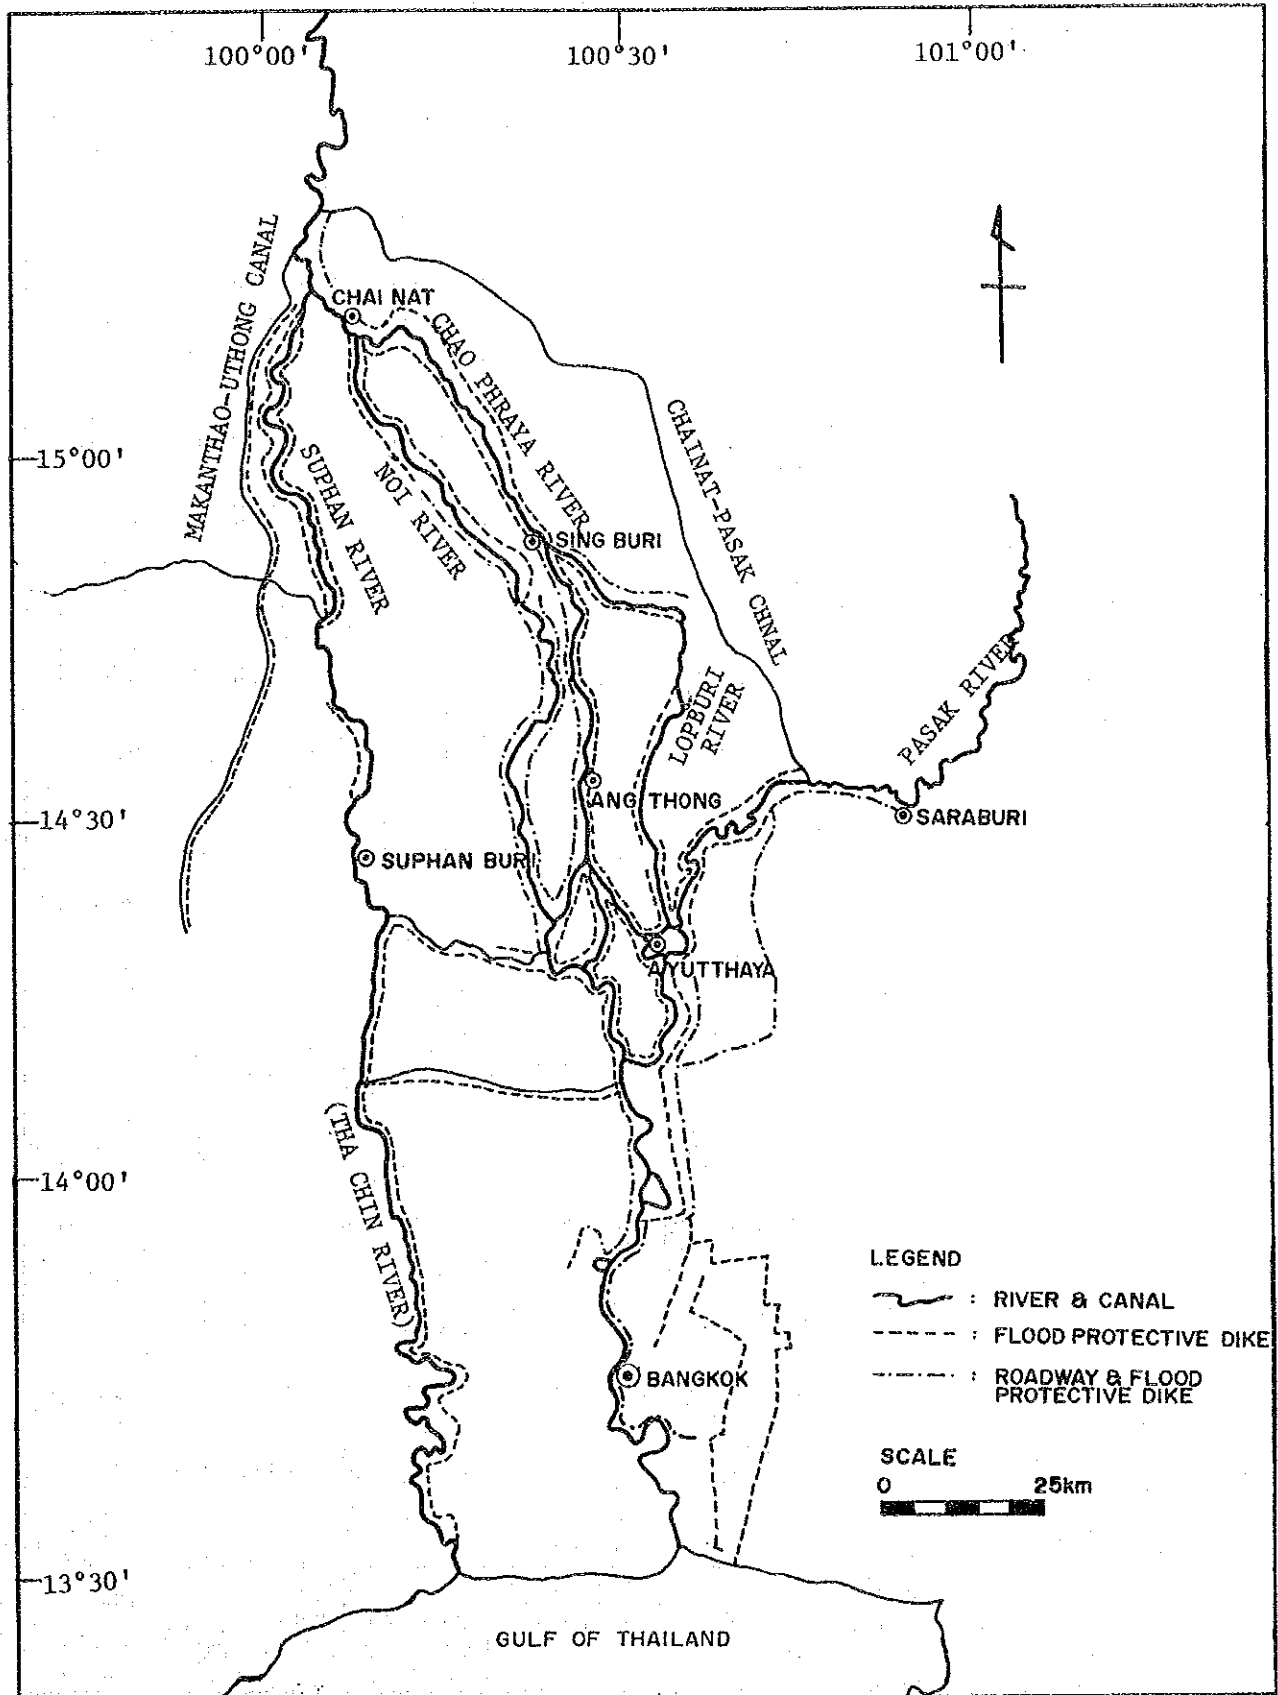 100°00'
100°30'
101°00'
MAKANTHAO-UTHONG CANAL
CHAI NAT
CHAO PHRAYA RIVER
CHAINAT-PASAK CHNAL
15°00'
SUPHAN RIVER
NOI RIVER
SING BURI
LOPBURI
RIVER
PASAK RIVER
ANG THONG
14°30'
SARABURI
SUPHAN BURI
AYUTTHAYA
(THA CHIN RIVER)
14°00'
LEGEND
: RIVER & CANAL
: FLOOD PROTECTIVE DIKE
: ROADWAY & FLOOD
PROTECTIVE DIKE
BANGKOK
SCALE
0 25km
13°30'
GULF OF THAILAND